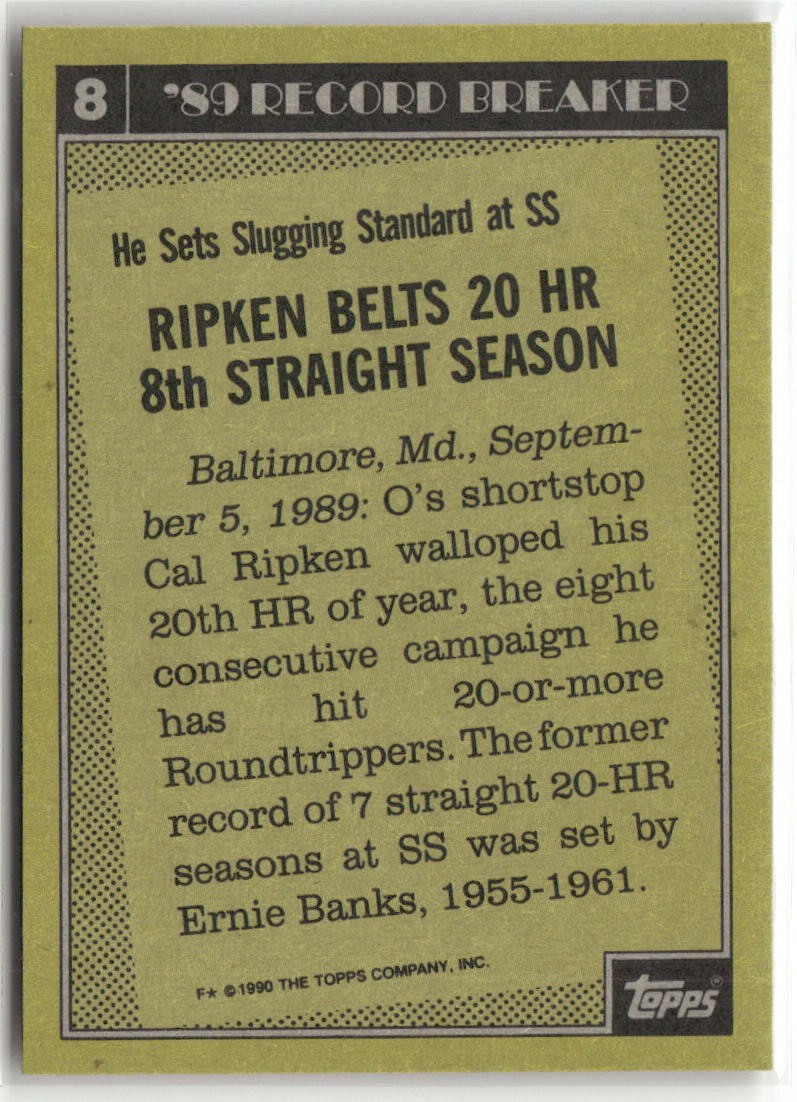 8 '89 RECORD BREAKER
He Sets Slugging Standard at SS
RIPKEN BELTS 20 HR
8th STRAIGHT SEASON
Baltimore, Md., Septem-
ber 5, 1989: O's shortstop
Cal Ripken walloped his
20th HR of year, the eight
consecutive campaign he
has hit 20-or-more
Roundtrippers. The former
record of 7 straight 20-HR
seasons at SS was set by
Ernie Banks, 1955-1961.
F★ ©1990 THE TOPPS COMPANY, INC.
topps®